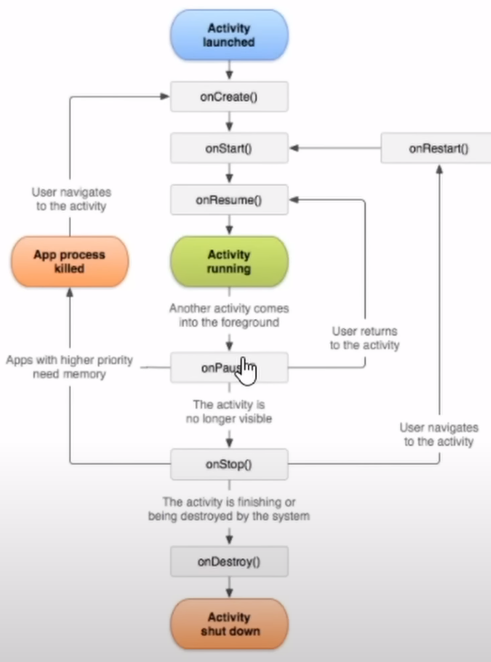 Activity
launched
onCreate()
onStart()
onRestart()
onResume()
User navigates
to the activity
App process
killed
Activity
running
Another activity comes
into the foreground
User returns
to the activity
Apps with higher priority
need memory
The activity is
no longer visible
User navigates
to the activity
onStop()
The activity is finishing or
being destroyed by the system
onDestroy()
Activity
shut down